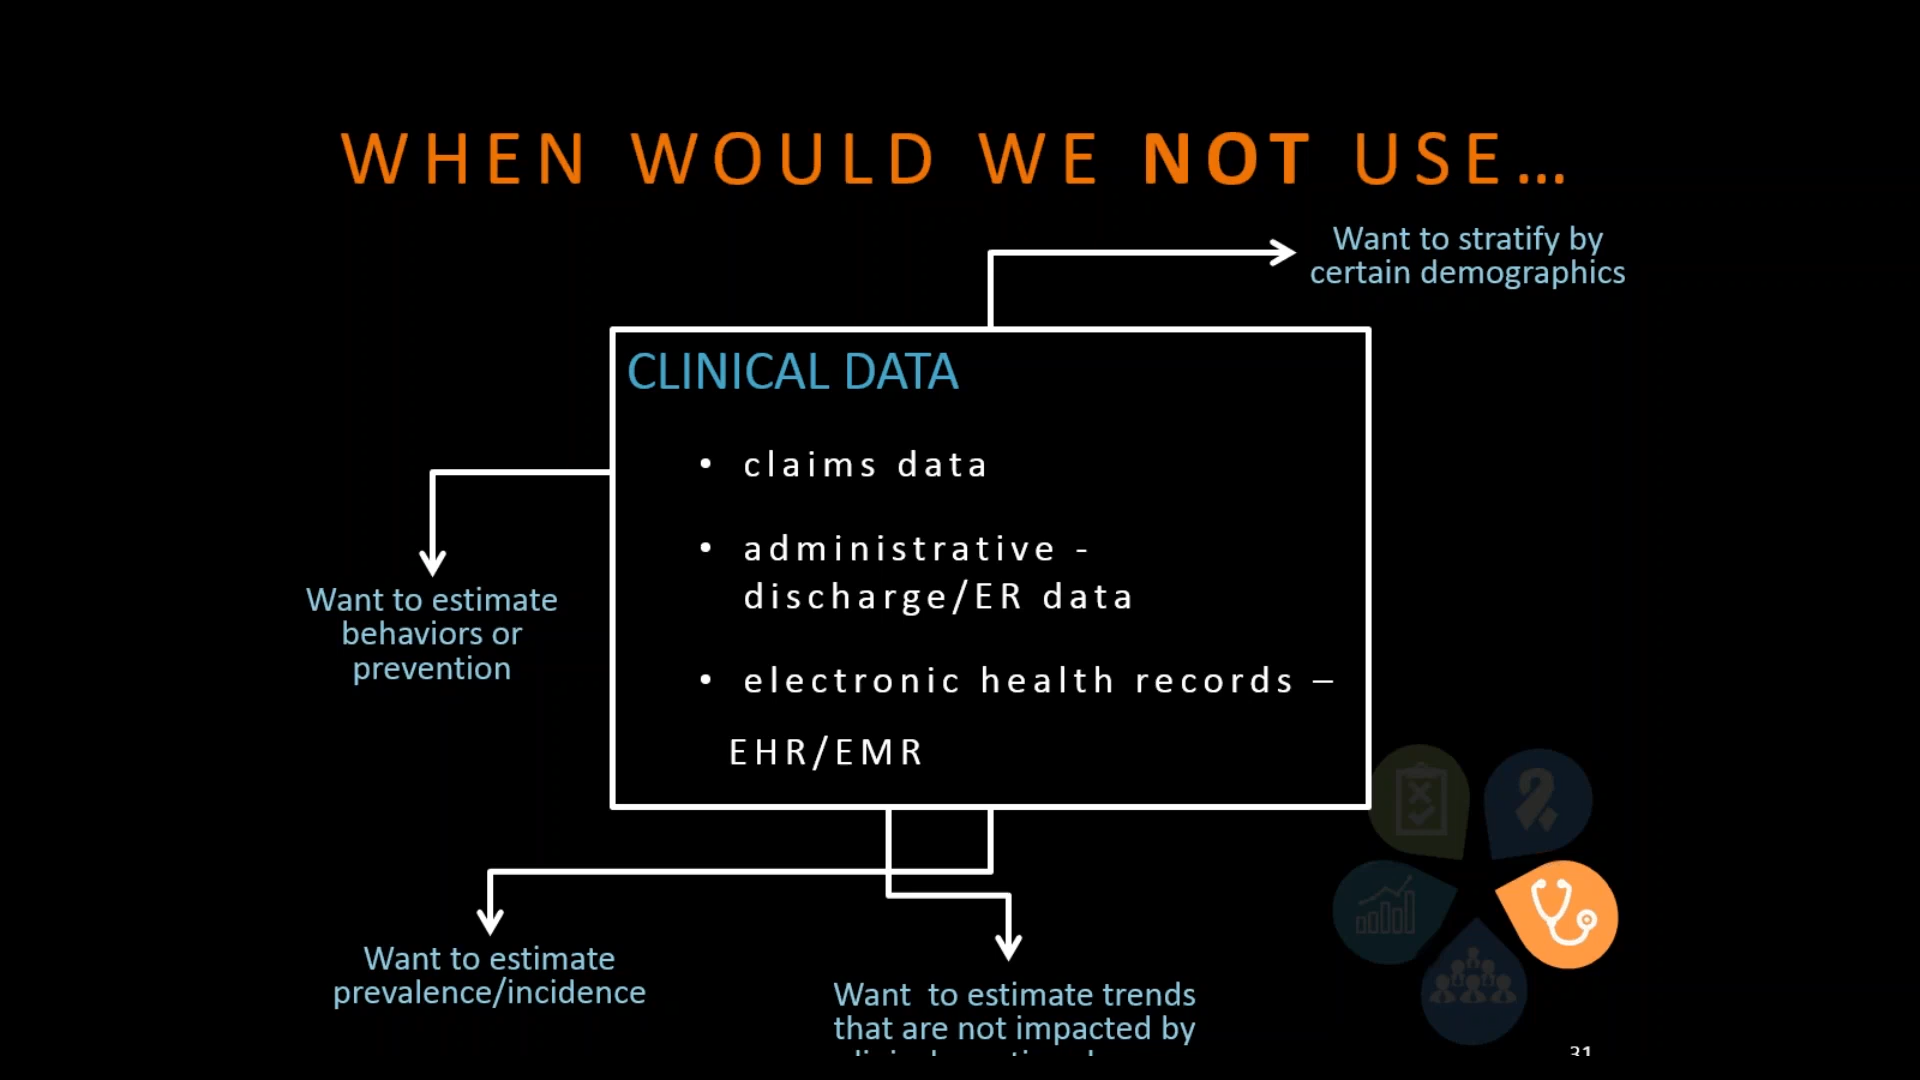 WHEN WOULD WE NOT USE...
Want to stratify by
certain demographics
CLINICAL DATA
• claims data
• administrative -
discharge/ER data
• electronic health records –
EHR/EMR
Want to estimate
behaviors or
prevention
Want to estimate
prevalence/incidence
Want  to estimate trends
that are not impacted by
31